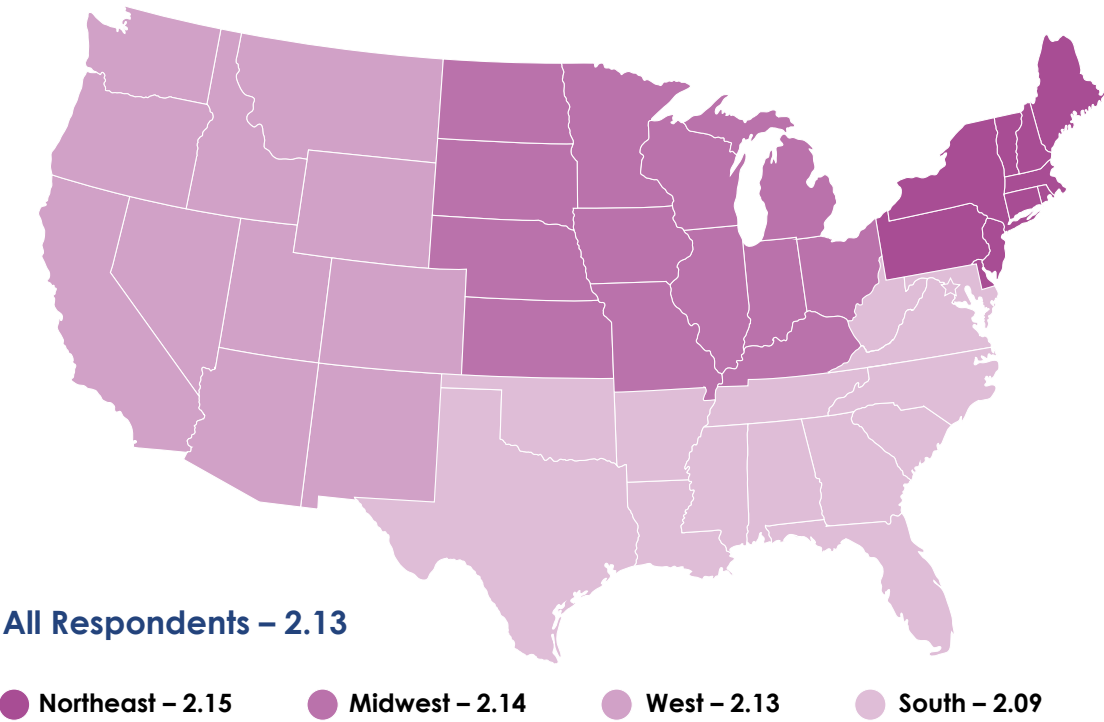 All Respondents – 2.13
Northeast – 2.15
Midwest – 2.14
West – 2.13
South – 2.09